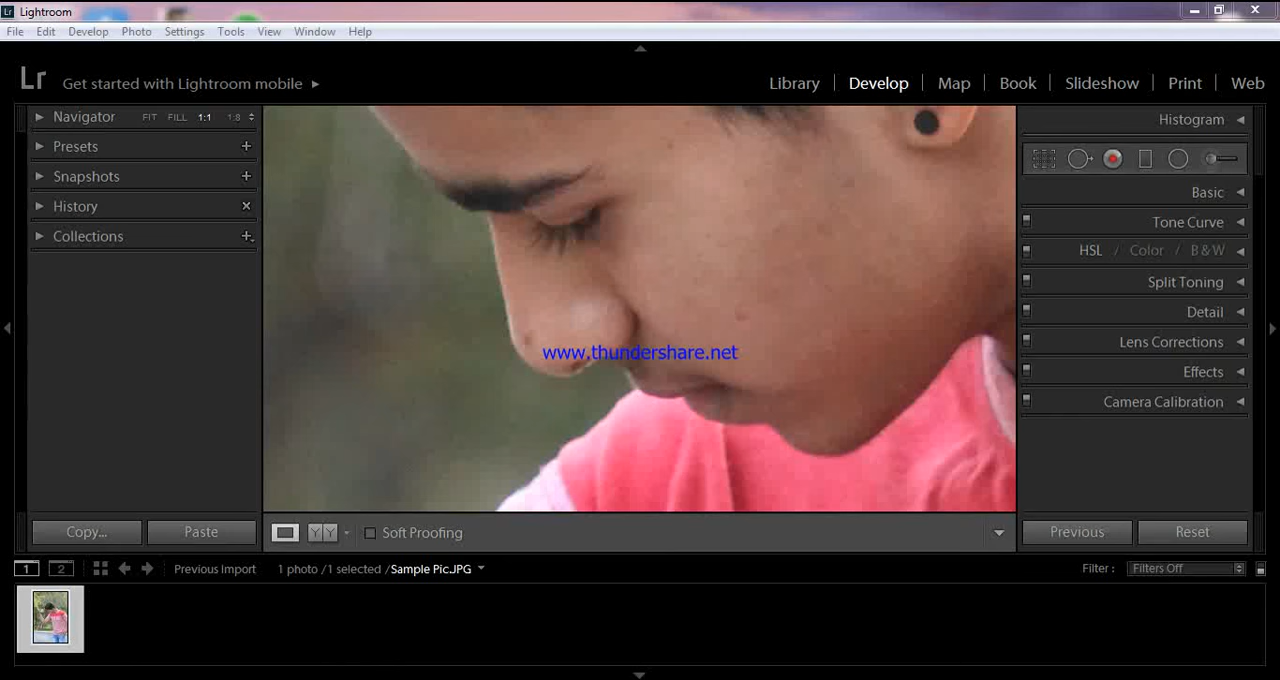 Lr Lightroom
File Edit Develop Photo Settings Tools View Window Help
Lr Get started with Lightroom mobile
Library Develop Map Book Slideshow Print Web
Navigator FIT FILL 1:1 1:8
Histogram
Presets
Snapshots
Basic
History
Tone Curve
Collections
HSL / Color / B&W
Split Toning
Detail
Lens Corrections
www.thundershare.net
Effects
Camera Calibration
Copy... Paste
Y Y Soft Proofing
Previous Reset
1 2 Previous Import 1 photo /1 selected /Sample Pic.JPG
Filter : Filters Off